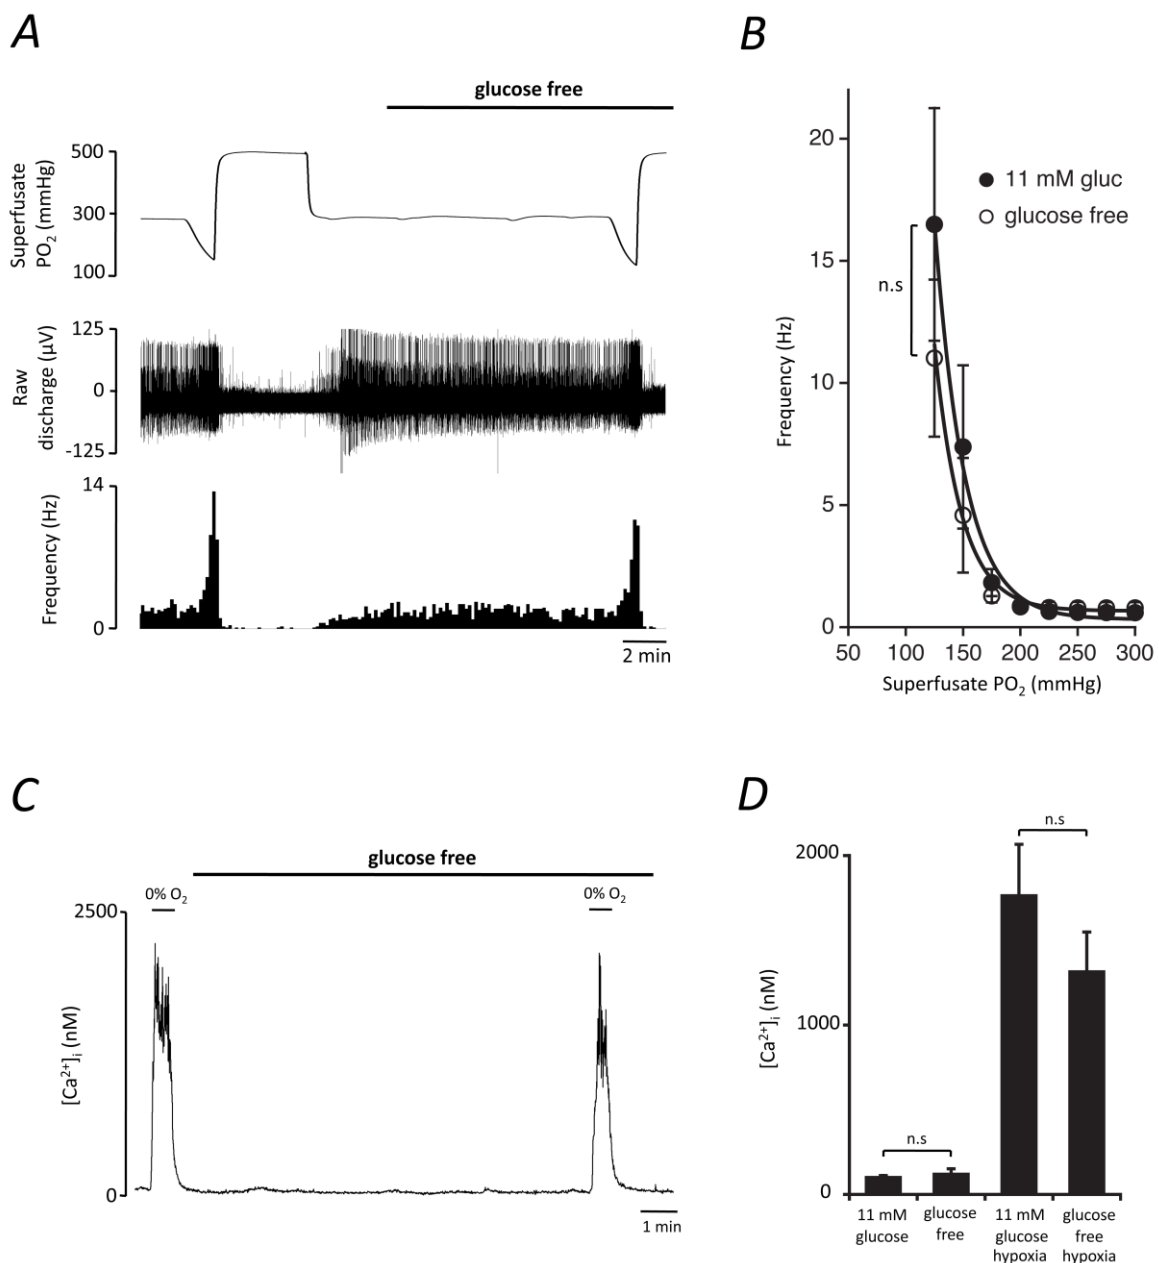 A
glucose free
Superfusate
PO2 (mmHg)
500
300
100
Raw
discharge (µV)
125
0
-125
Frequency (Hz)
14
0
2 min
B
Frequency (Hz)
20
15
10
5
0
11 mM gluc
glucose free
n.s
50 100 150 200 250 300
Superfusate PO2 (mmHg)
C
glucose free
0% O2
0% O2
[Ca2+]i (nM)
2500
0
1 min
D
[Ca2+]i (nM)
2000
1000
0
n.s
n.s
11 mM
glucose
glucose
free
11 mM
glucose
hypoxia
glucose
free
hypoxia